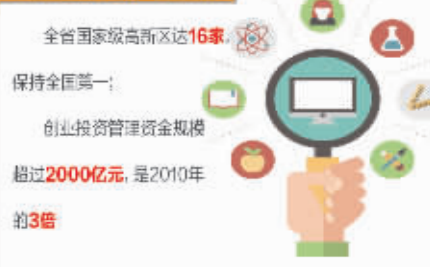 全省国家级高新区达16家,
保持全国第一;
创业投资管理资金规模
超过2000亿元, 是2010年
的3倍